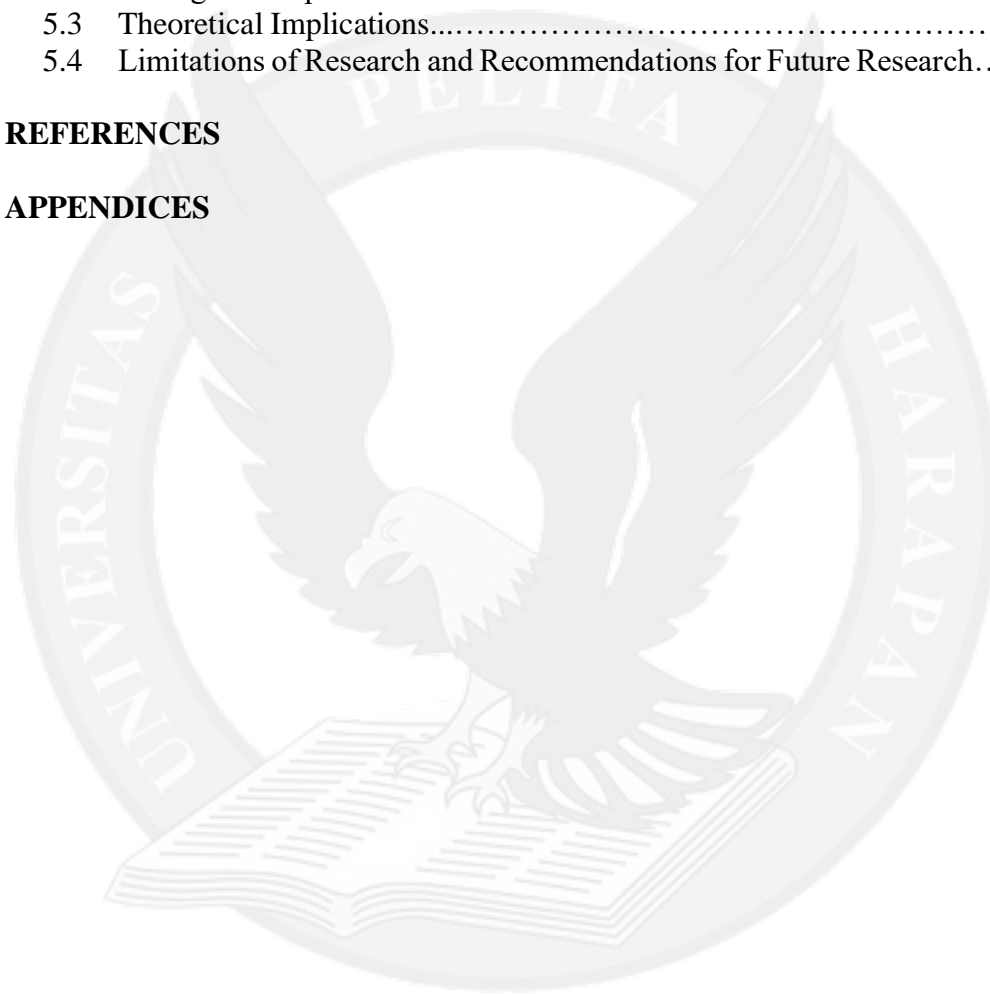 5.3 Theoretical Implications...……………………………………………
5.4 Limitations of Research and Recommendations for Future Research…
REFERENCES
APPENDICES
UNIVERSITAS PELITA HARAPAN